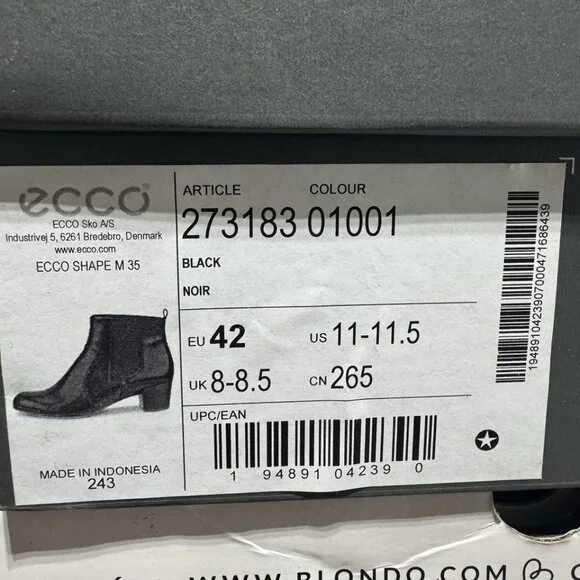 ecco®
ECCO Sko A/S
Industrivej 5, 6261 Bredebro, Denmark
www.ecco.com
ECCO SHAPE M 35
MADE IN INDONESIA
243
ARTICLE COLOUR
273183 01001
BLACK
NOIR
EU 42 US 11-11.5
UK 8-8.5 CN 265
UPC/EAN
1 94891 04239 0
19489104239070000471686439
WWW.BLONDO.COM